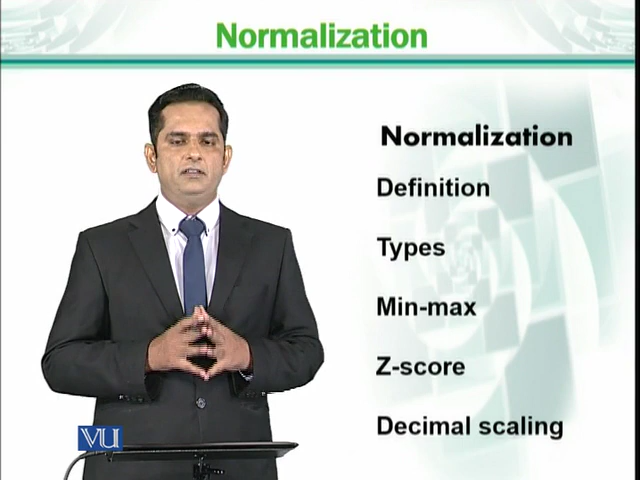 Normalization
Normalization
Definition
Types
Min-max
Z-score
Decimal scaling
VU